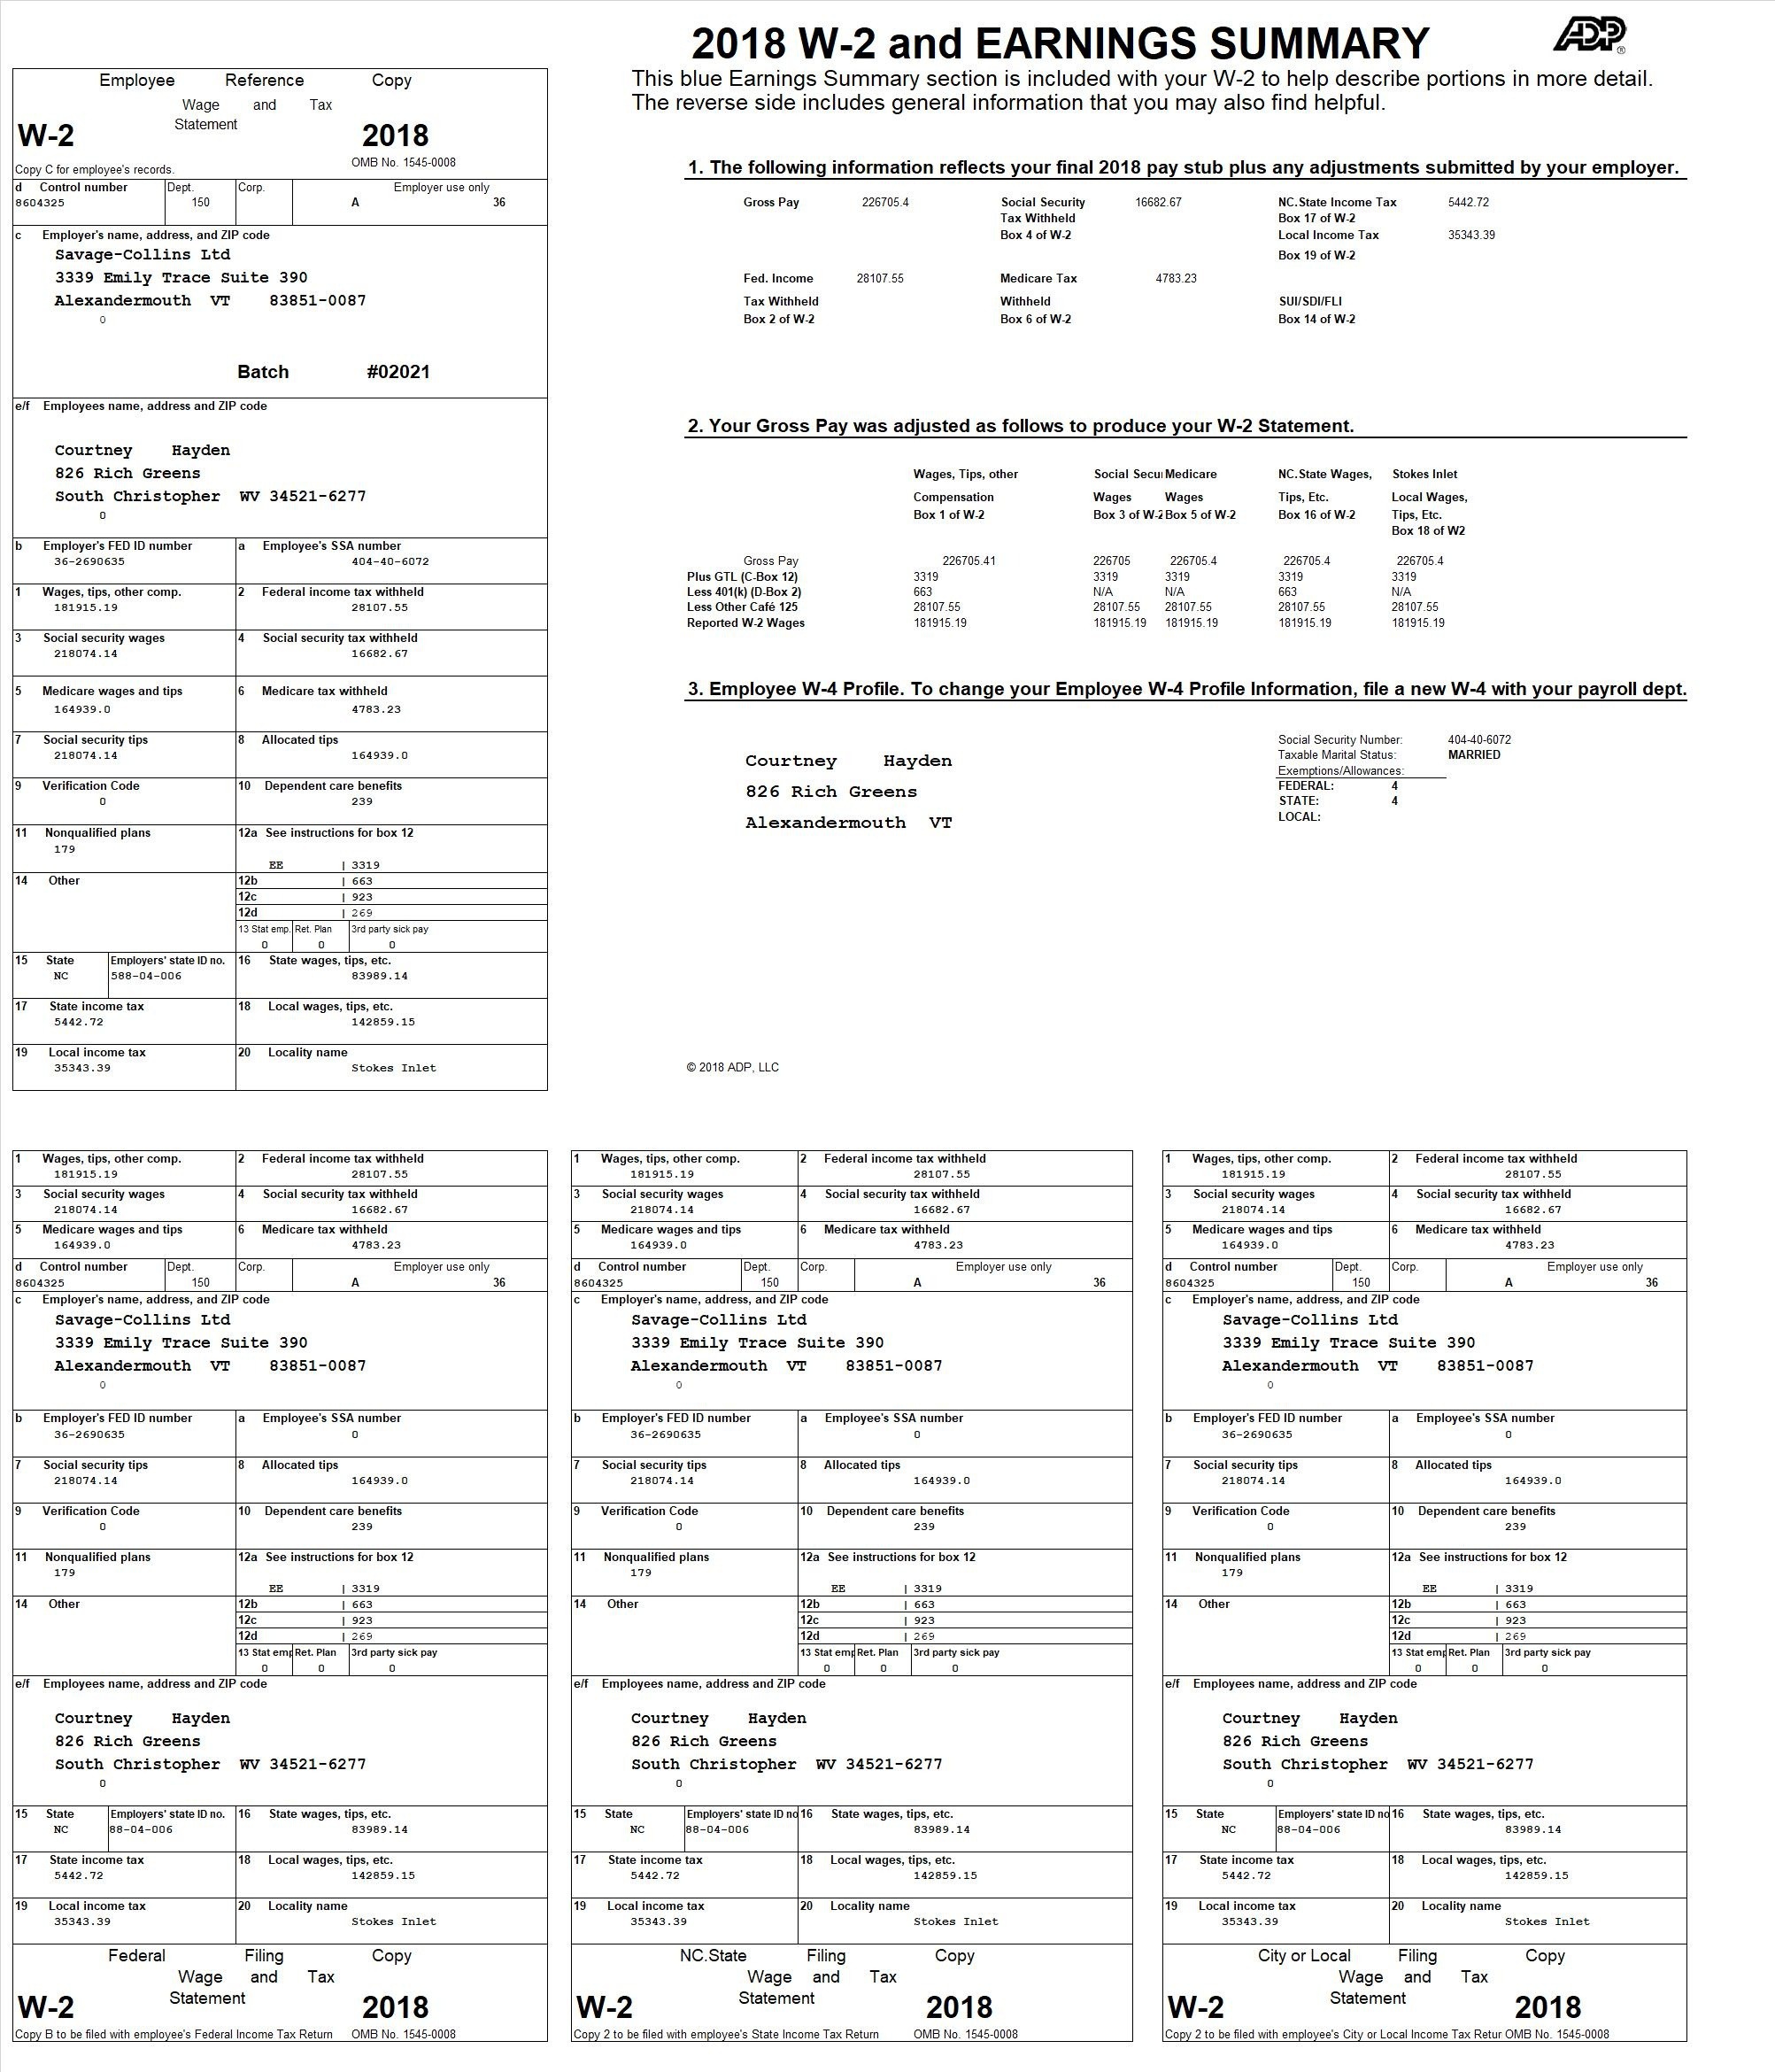 2018 W-2 and EARNINGS SUMMARY
ADP®
This blue Earnings Summary section is included with your W-2 to help describe portions in more detail.
The reverse side includes general information that you may also find helpful.
Employee Reference Copy
Wage and Tax
Statement
W-2 2018
OMB No. 1545-0008
Copy C for employee's records.
d Control number Dept. Corp. Employer use only
8604325 150 A 36
c Employer's name, address, and ZIP code
Savage-Collins Ltd
3339 Emily Trace Suite 390
Alexandermouth VT 83851-0087
0
Batch #02021
e/f Employees name, address and ZIP code
Courtney Hayden
826 Rich Greens
South Christopher WV 34521-6277
0
b Employer's FED ID number a Employee's SSA number
36-2690635 404-40-6072
1 Wages, tips, other comp. 2 Federal income tax withheld
181915.19 28107.55
3 Social security wages 4 Social security tax withheld
218074.14 16682.67
5 Medicare wages and tips 6 Medicare tax withheld
164939.0 4783.23
7 Social security tips 8 Allocated tips
218074.14 164939.0
9 Verification Code 10 Dependent care benefits
0 239
11 Nonqualified plans 12a See instructions for box 12
179
EE | 3319
14 Other 12b | 663
12c | 923
12d | 269
13 Stat emp. Ret. Plan 3rd party sick pay
0 0 0
15 State Employers' state ID no. 16 State wages, tips, etc.
NC 588-04-006 83989.14
17 State income tax 18 Local wages, tips, etc.
5442.72 142859.15
19 Local income tax 20 Locality name
35343.39 Stokes Inlet
1. The following information reflects your final 2018 pay stub plus any adjustments submitted by your employer.
Gross Pay 226705.4 Social Security 16682.67 NC.State Income Tax 5442.72
Tax Withheld Box 17 of W-2
Box 4 of W-2 Local Income Tax 35343.39
Box 19 of W-2
Fed. Income 28107.55 Medicare Tax 4783.23
Tax Withheld Withheld SUI/SDI/FLI
Box 2 of W-2 Box 6 of W-2 Box 14 of W-2
2. Your Gross Pay was adjusted as follows to produce your W-2 Statement.
Wages, Tips, other Social Secu Medicare NC.State Wages, Stokes Inlet
Compensation Wages Wages Tips, Etc. Local Wages,
Box 1 of W-2 Box 3 of W-2 Box 5 of W-2 Box 16 of W-2 Tips, Etc.
Box 18 of W2
Gross Pay 226705.41 226705 226705.4 226705.4 226705.4
Plus GTL (C-Box 12) 3319 3319 3319 3319 3319
Less 401(k) (D-Box 2) 663 N/A N/A 663 N/A
Less Other Café 125 28107.55 28107.55 28107.55 28107.55 28107.55
Reported W-2 Wages 181915.19 181915.19 181915.19 181915.19 181915.19
3. Employee W-4 Profile. To change your Employee W-4 Profile Information, file a new W-4 with your payroll dept.
Courtney Hayden
826 Rich Greens
Alexandermouth VT
Social Security Number: 404-40-6072
Taxable Marital Status: MARRIED
Exemptions/Allowances:
FEDERAL: 4
STATE: 4
LOCAL:
© 2018 ADP, LLC
1 Wages, tips, other comp. 2 Federal income tax withheld
181915.19 28107.55
3 Social security wages 4 Social security tax withheld
218074.14 16682.67
5 Medicare wages and tips 6 Medicare tax withheld
164939.0 4783.23
d Control number Dept. Corp. Employer use only
8604325 150 A 36
c Employer's name, address, and ZIP code
Savage-Collins Ltd
3339 Emily Trace Suite 390
Alexandermouth VT 83851-0087
0
b Employer's FED ID number a Employee's SSA number
36-2690635 0
7 Social security tips 8 Allocated tips
218074.14 164939.0
9 Verification Code 10 Dependent care benefits
0 239
11 Nonqualified plans 12a See instructions for box 12
179
EE | 3319
14 Other 12b | 663
12c | 923
12d | 269
13 Stat emp Ret. Plan 3rd party sick pay
0 0 0
e/f Employees name, address and ZIP code
Courtney Hayden
826 Rich Greens
South Christopher WV 34521-6277
0
15 State Employers' state ID no. 16 State wages, tips, etc.
NC 88-04-006 83989.14
17 State income tax 18 Local wages, tips, etc.
5442.72 142859.15
19 Local income tax 20 Locality name
35343.39 Stokes Inlet
Federal Filing Copy
Wage and Tax
Statement
W-2 2018
Copy B to be filed with employee's Federal Income Tax Return OMB No. 1545-0008
1 Wages, tips, other comp. 2 Federal income tax withheld
181915.19 28107.55
3 Social security wages 4 Social security tax withheld
218074.14 16682.67
5 Medicare wages and tips 6 Medicare tax withheld
164939.0 4783.23
d Control number Dept. Corp. Employer use only
8604325 150 A 36
c Employer's name, address, and ZIP code
Savage-Collins Ltd
3339 Emily Trace Suite 390
Alexandermouth VT 83851-0087
0
b Employer's FED ID number a Employee's SSA number
36-2690635 0
7 Social security tips 8 Allocated tips
218074.14 164939.0
9 Verification Code 10 Dependent care benefits
0 239
11 Nonqualified plans 12a See instructions for box 12
179
EE | 3319
14 Other 12b | 663
12c | 923
12d | 269
13 Stat emp Ret. Plan 3rd party sick pay
0 0 0
e/f Employees name, address and ZIP code
Courtney Hayden
826 Rich Greens
South Christopher WV 34521-6277
0
15 State Employers' state ID no 16 State wages, tips, etc.
NC 88-04-006 83989.14
17 State income tax 18 Local wages, tips, etc.
5442.72 142859.15
19 Local income tax 20 Locality name
35343.39 Stokes Inlet
NC.State Filing Copy
Wage and Tax
Statement
W-2 2018
Copy 2 to be filed with employee's State Income Tax Return OMB No. 1545-0008
1 Wages, tips, other comp. 2 Federal income tax withheld
181915.19 28107.55
3 Social security wages 4 Social security tax withheld
218074.14 16682.67
5 Medicare wages and tips 6 Medicare tax withheld
164939.0 4783.23
d Control number Dept. Corp. Employer use only
8604325 150 A 36
c Employer's name, address, and ZIP code
Savage-Collins Ltd
3339 Emily Trace Suite 390
Alexandermouth VT 83851-0087
0
b Employer's FED ID number a Employee's SSA number
36-2690635 0
7 Social security tips 8 Allocated tips
218074.14 164939.0
9 Verification Code 10 Dependent care benefits
0 239
11 Nonqualified plans 12a See instructions for box 12
179
EE | 3319
14 Other 12b | 663
12c | 923
12d | 269
13 Stat emp Ret. Plan 3rd party sick pay
0 0 0
e/f Employees name, address and ZIP code
Courtney Hayden
826 Rich Greens
South Christopher WV 34521-6277
0
15 State Employers' state ID no 16 State wages, tips, etc.
NC 88-04-006 83989.14
17 State income tax 18 Local wages, tips, etc.
5442.72 142859.15
19 Local income tax 20 Locality name
35343.39 Stokes Inlet
City or Local Filing Copy
Wage and Tax
Statement
W-2 2018
Copy 2 to be filed with employee's City or Local Income Tax Retur OMB No. 1545-0008